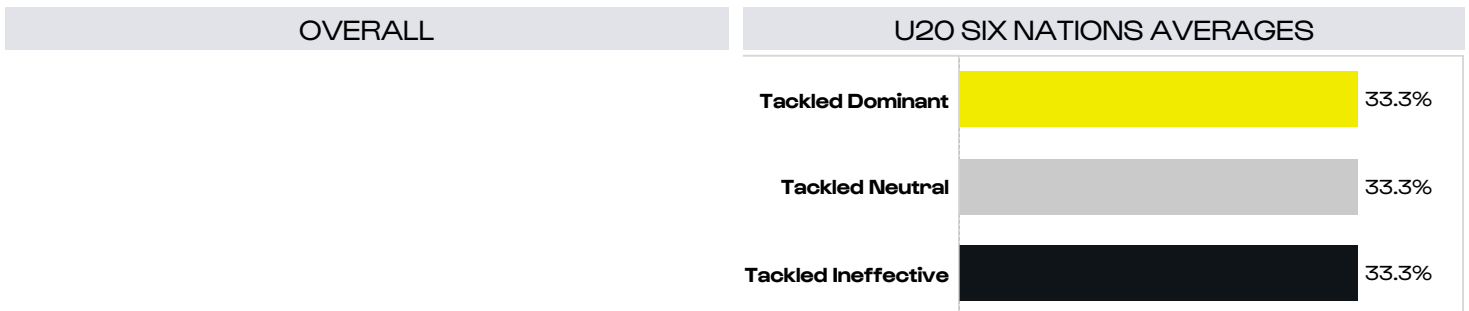 OVERALL
U20 SIX NATIONS AVERAGES
Tackled Dominant 33.3%
Tackled Neutral 33.3%
Tackled Ineffective 33.3%